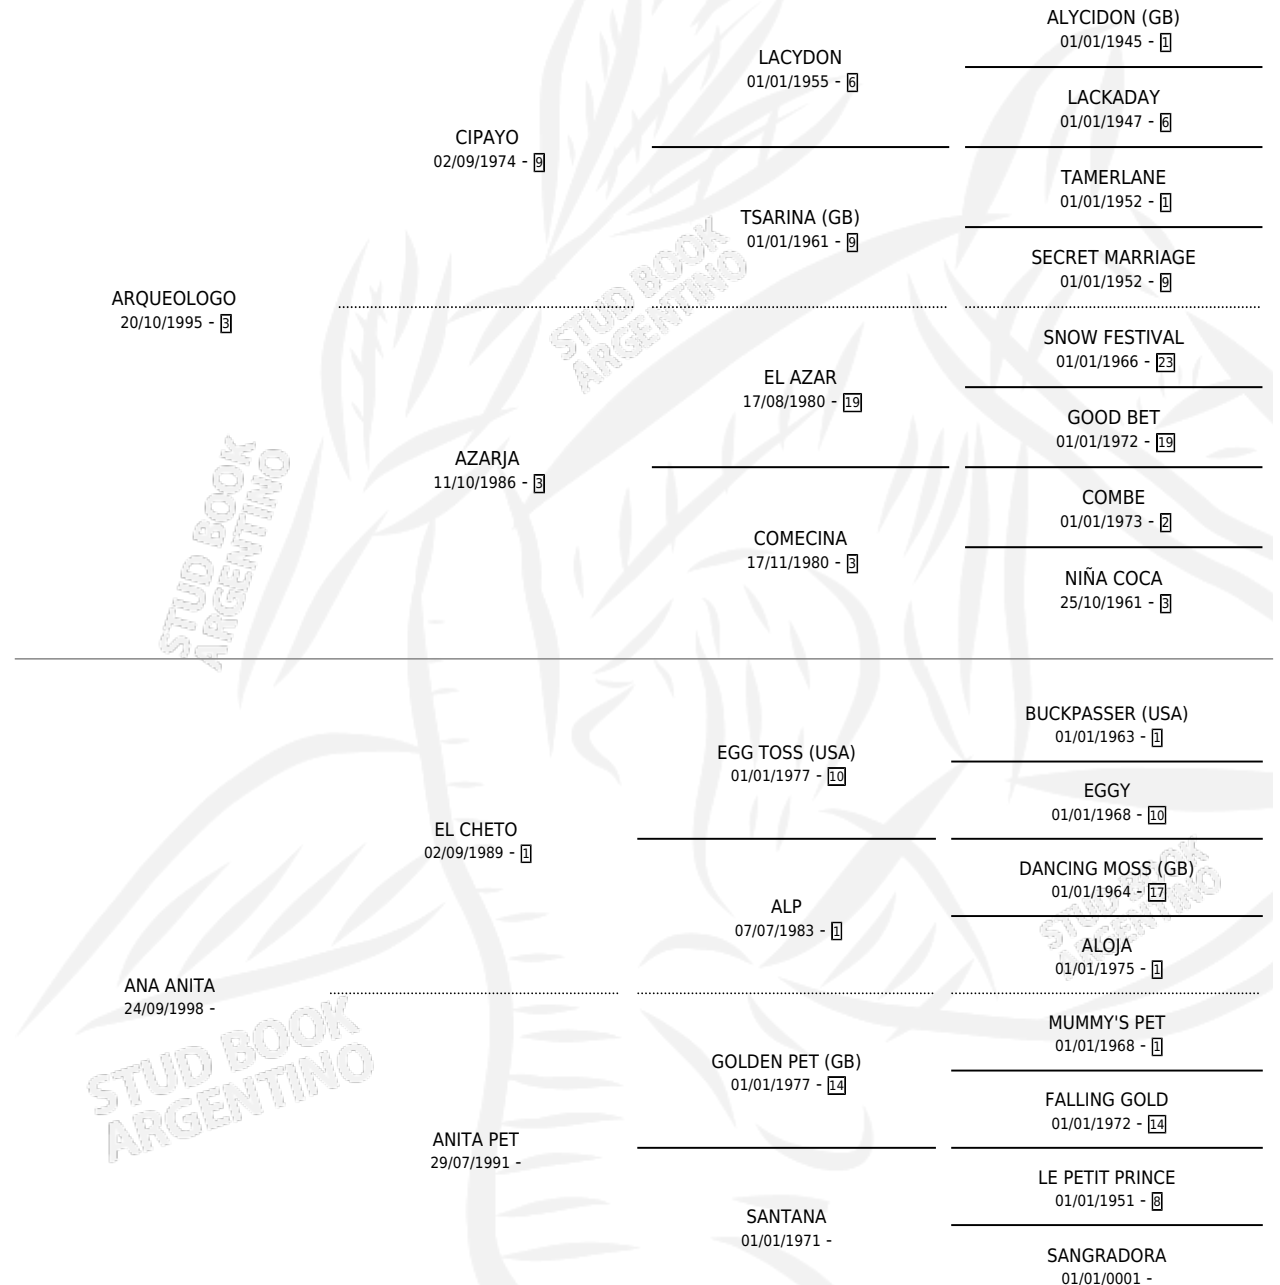 ALYCIDON (GB)
01/01/1945 - 1
LACYDON
01/01/1955 - 6
LACKADAY
01/01/1947 - 6
CIPAYO
02/09/1974 - 9
TAMERLANE
01/01/1952 - 1
TSARINA (GB)
01/01/1961 - 9
SECRET MARRIAGE
01/01/1952 - 9
ARQUEOLOGO
20/10/1995 - 3
SNOW FESTIVAL
01/01/1966 - 23
EL AZAR
17/08/1980 - 19
GOOD BET
01/01/1972 - 19
AZARJA
11/10/1986 - 3
COMBE
01/01/1973 - 2
COMECINA
17/11/1980 - 3
NIÑA COCA
25/10/1961 - 3
STUD BOOK
ARGENTINO
STUD BOOK
ARGENTINO
BUCKPASSER (USA)
01/01/1963 - 1
EGG TOSS (USA)
01/01/1977 - 10
EGGY
01/01/1968 - 10
EL CHETO
02/09/1989 - 1
DANCING MOSS (GB)
01/01/1964 - 17
ALP
07/07/1983 - 1
ALOJA
01/01/1975 - 1
STUD BOOK
ARGENTINO
ANA ANITA
24/09/1998 -
MUMMY'S PET
01/01/1968 - 1
GOLDEN PET (GB)
01/01/1977 - 14
FALLING GOLD
01/01/1972 - 14
STUD BOOK
ARGENTINO
ANITA PET
29/07/1991 -
LE PETIT PRINCE
01/01/1951 - 8
SANTANA
01/01/1971 -
SANGRADORA
01/01/0001 -